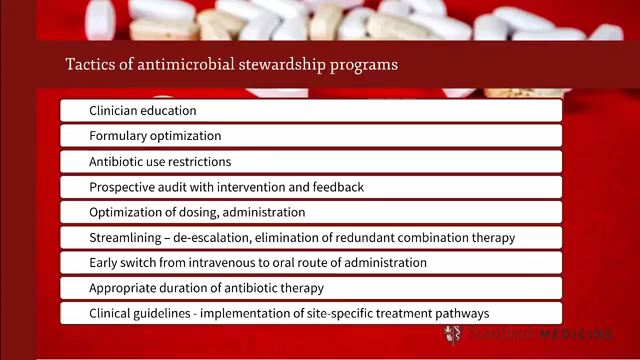 Tactics of antimicrobial stewardship programs
Clinician education
Formulary optimization
Antibiotic use restrictions
Prospective audit with intervention and feedback
Optimization of dosing, administration
Streamlining – de-escalation, elimination of redundant combination therapy
Early switch from intravenous to oral route of administration
Appropriate duration of antibiotic therapy
Clinical guidelines - implementation of site-specific treatment pathways
Stanford MEDICINE